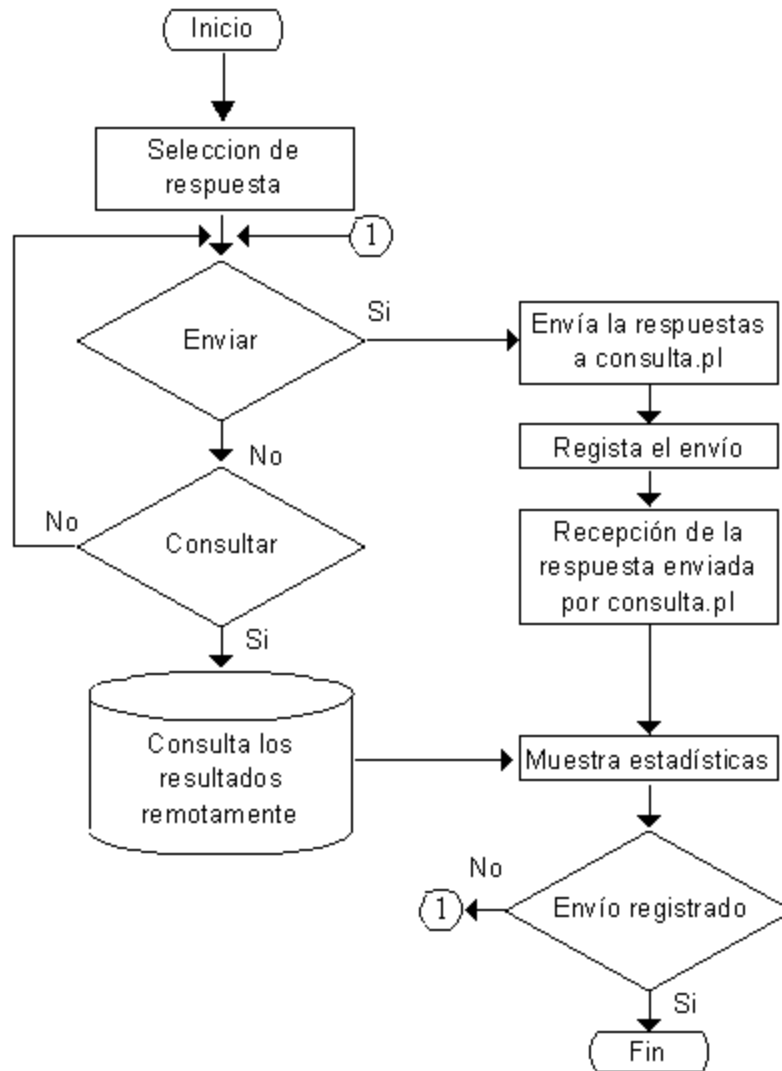 Inicio
Seleccion de
respuesta
1
Enviar
Si
Envía la respuestas
a consulta.pl
No
Regista el envío
No
Consultar
Recepción de la
respuesta enviada
por consulta.pl
Si
Consulta los
resultados
remotamente
Muestra estadísticas
No
1
Envío registrado
Si
Fin